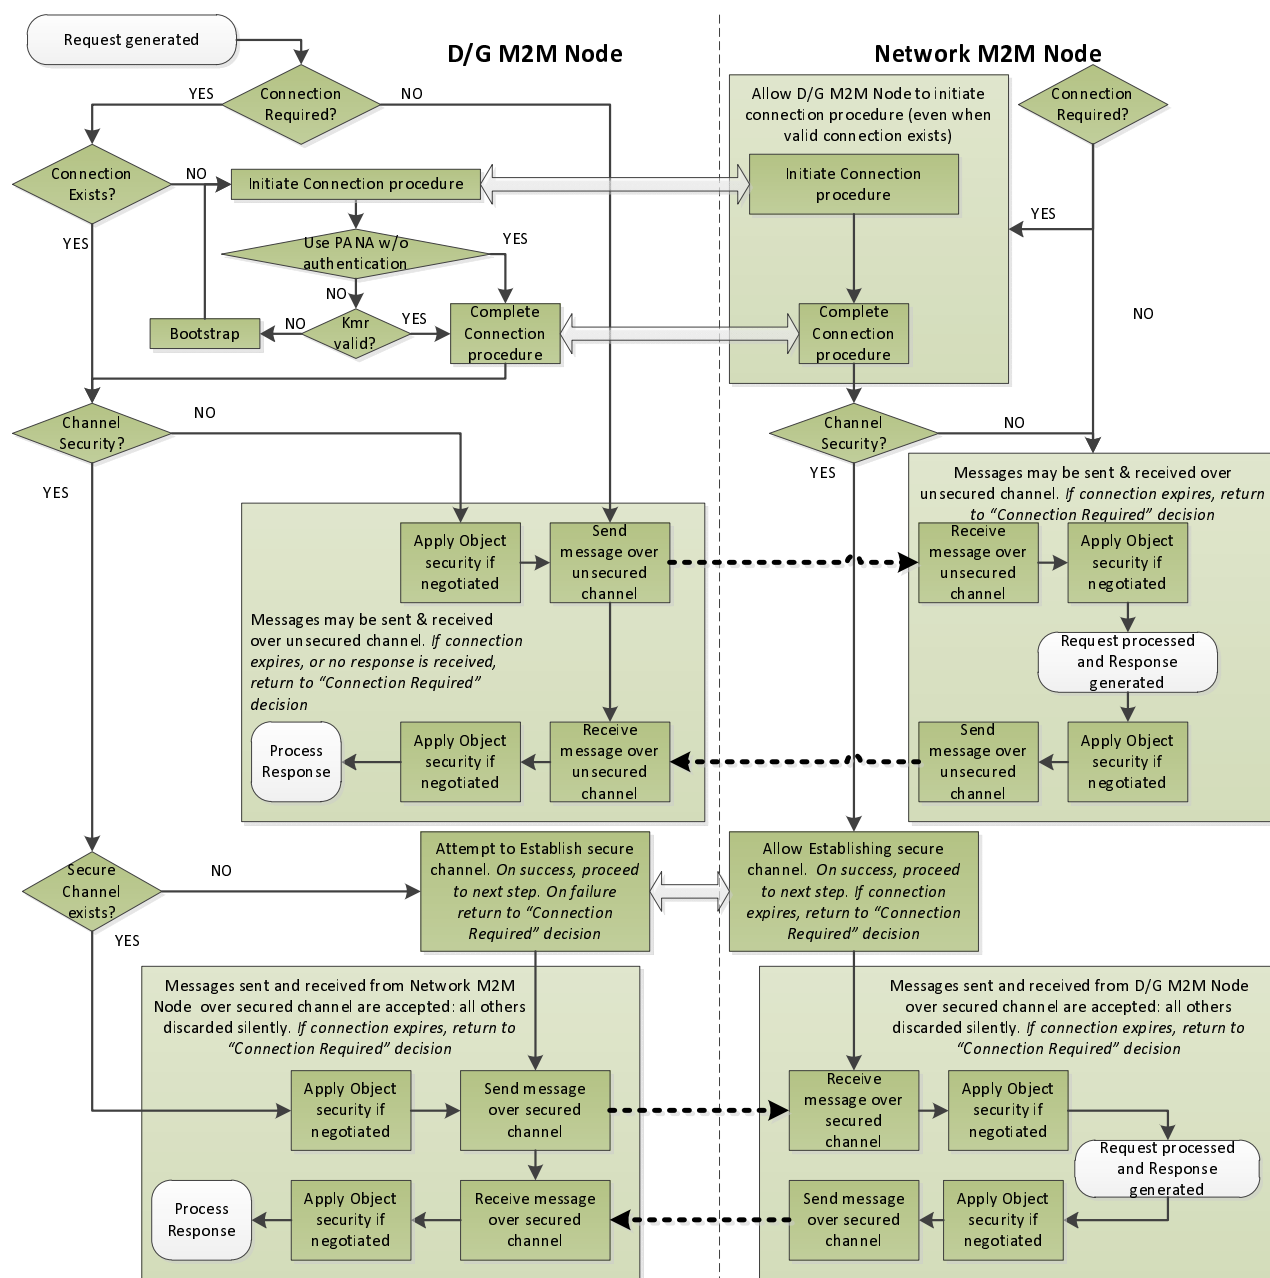 Request generated
D/G M2M Node
Network M2M Node
YES
Connection
Required?
NO
Allow D/G M2M Node to initiate
connection procedure (even when
valid connection exists)
Connection
Required?
Connection
Exists?
NO
Initiate Connection procedure
Initiate Connection
procedure
YES
YES
Use PANA w/o
authentication
YES
NO
Bootstrap
NO
Kmr
valid?
YES
Complete
Connection
procedure
Complete
Connection
procedure
NO
Channel
Security?
NO
Channel
Security?
NO
YES
YES
Messages may be sent & received over
unsecured channel. If connection expires, return
to “Connection Required” decision
Apply Object
security if
negotiated
Send
message over
unsecured
channel
Receive
message over
unsecured
channel
Apply Object
security if
negotiated
Messages may be sent & received
over unsecured channel. If connection
expires, or no response is received,
return to “Connection Required”
decision
Request processed
and Response
generated
Process
Response
Apply Object
security if
negotiated
Receive
message over
unsecured
channel
Send
message over
unsecured
channel
Apply Object
security if
negotiated
Secure
Channel
exists?
NO
YES
Attempt to Establish secure
channel. On success, proceed
to next step. On failure
return to “Connection
Required” decision
Allow Establishing secure
channel. On success, proceed
to next step. If connection
expires, return to “Connection
Required” decision
Messages sent and received from Network M2M
Node over secured channel are accepted: all others
discarded silently. If connection expires, return to
“Connection Required” decision
Messages sent and received from D/G M2M Node
over secured channel are accepted: all others
discarded silently. If connection expires, return to
“Connection Required” decision
Apply Object
security if
negotiated
Send message
over secured
channel
Receive
message over
secured
channel
Apply Object
security if
negotiated
Request processed
and Response
generated
Process
Response
Apply Object
security if
negotiated
Receive message
over secured
channel
Send message
over secured
channel
Apply Object
security if
negotiated